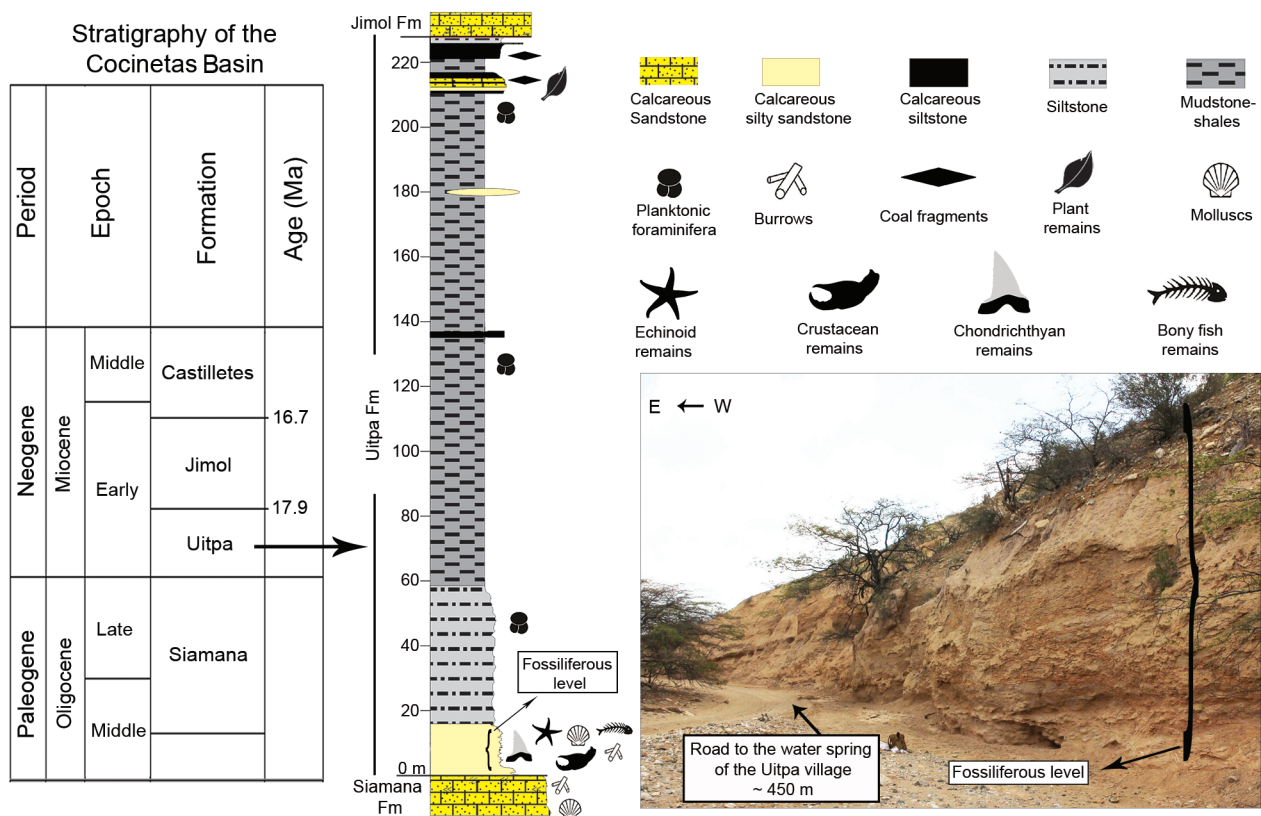 Stratigraphy of the
Cocinetas Basin
Period
Epoch
Formation
Age (Ma)
Neogene
Miocene
Middle
Early
Castilletes
16.7
Jimol
17.9
Uitpa
Paleogene
Oligocene
Late
Middle
Siamana
Jimol Fm
220
200
180
160
140
120
100
80
60
40
20
0 m
Uitpa Fm
Siamana
Fm
Fossiliferous
level
Calcareous
Sandstone
Calcareous
silty sandstone
Calcareous
siltstone
Siltstone
Mudstone-
shales
Planktonic
foraminifera
Burrows
Coal fragments
Plant
remains
Molluscs
Echinoid
remains
Crustacean
remains
Chondrichthyan
remains
Bony fish
remains
E W
Road to the water spring
of the Uitpa village
~ 450 m
Fossiliferous level